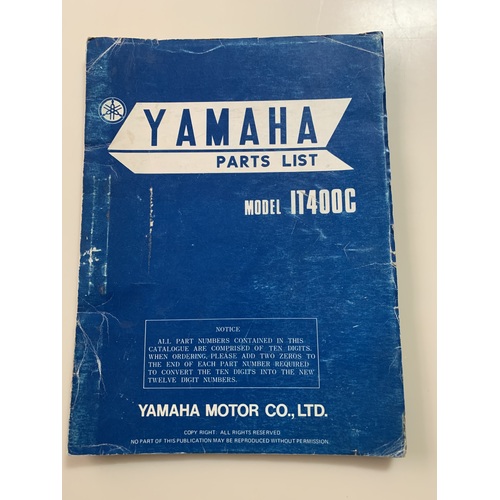 YAMAHA
PARTS LIST
MODEL IT400C
NOTICE
ALL PART NUMBERS CONTAINED IN THIS
CATALOGUE ARE COMPRISED OF TEN DIGITS.
WHEN ORDERING, PLEASE ADD TWO ZEROS TO
THE END OF EACH PART NUMBER REQUIRED
TO CONVERT THE TEN DIGITS INTO THE NEW
TWELVE DIGIT NUMBERS.
YAMAHA MOTOR CO., LTD.
COPY RIGHT. ALL RIGHTS RESERVED.
NO PART OF THIS PUBLICATION MAY BE REPRODUCED WITHOUT PERMISSION.